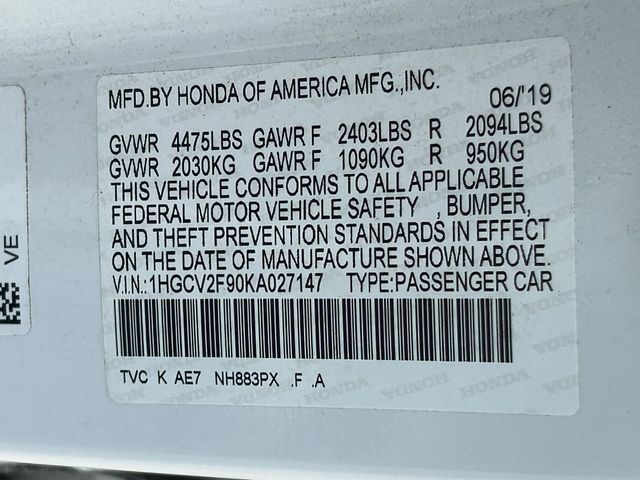 MFD.BY HONDA OF AMERICA MFG.,INC. 06/'19
GVWR 4475LBS GAWR F 2403LBS R 2094LBS
GVWR 2030KG GAWR F 1090KG R 950KG
THIS VEHICLE CONFORMS TO ALL APPLICABLE
FEDERAL MOTOR VEHICLE SAFETY , BUMPER,
AND THEFT PREVENTION STANDARDS IN EFFECT
ON THE DATE OF MANUFACTURE SHOWN ABOVE.
V.I.N.:1HGCV2F90KA027147 TYPE:PASSENGER CAR
TVC K AE7 NH883PX .F .A
VE